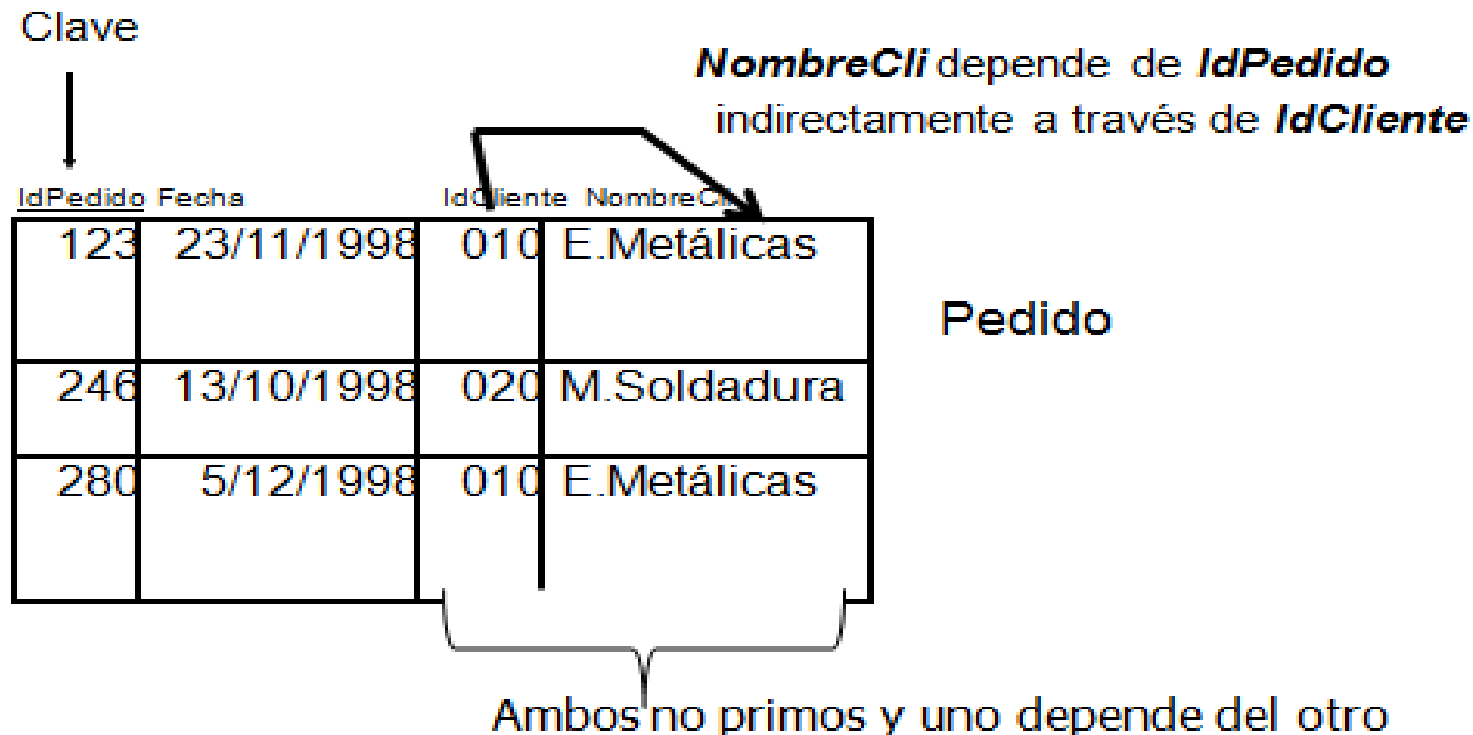 Clave
NombreCli depende de IdPedido
indirectamente a través de IdCliente
IdPedido Fecha IdCliente NombreCli
123 23/11/1998 010 E.Metálicas
Pedido
246 13/10/1998 020 M.Soldadura
280 5/12/1998 010 E.Metálicas
Ambos no primos y uno depende del otro